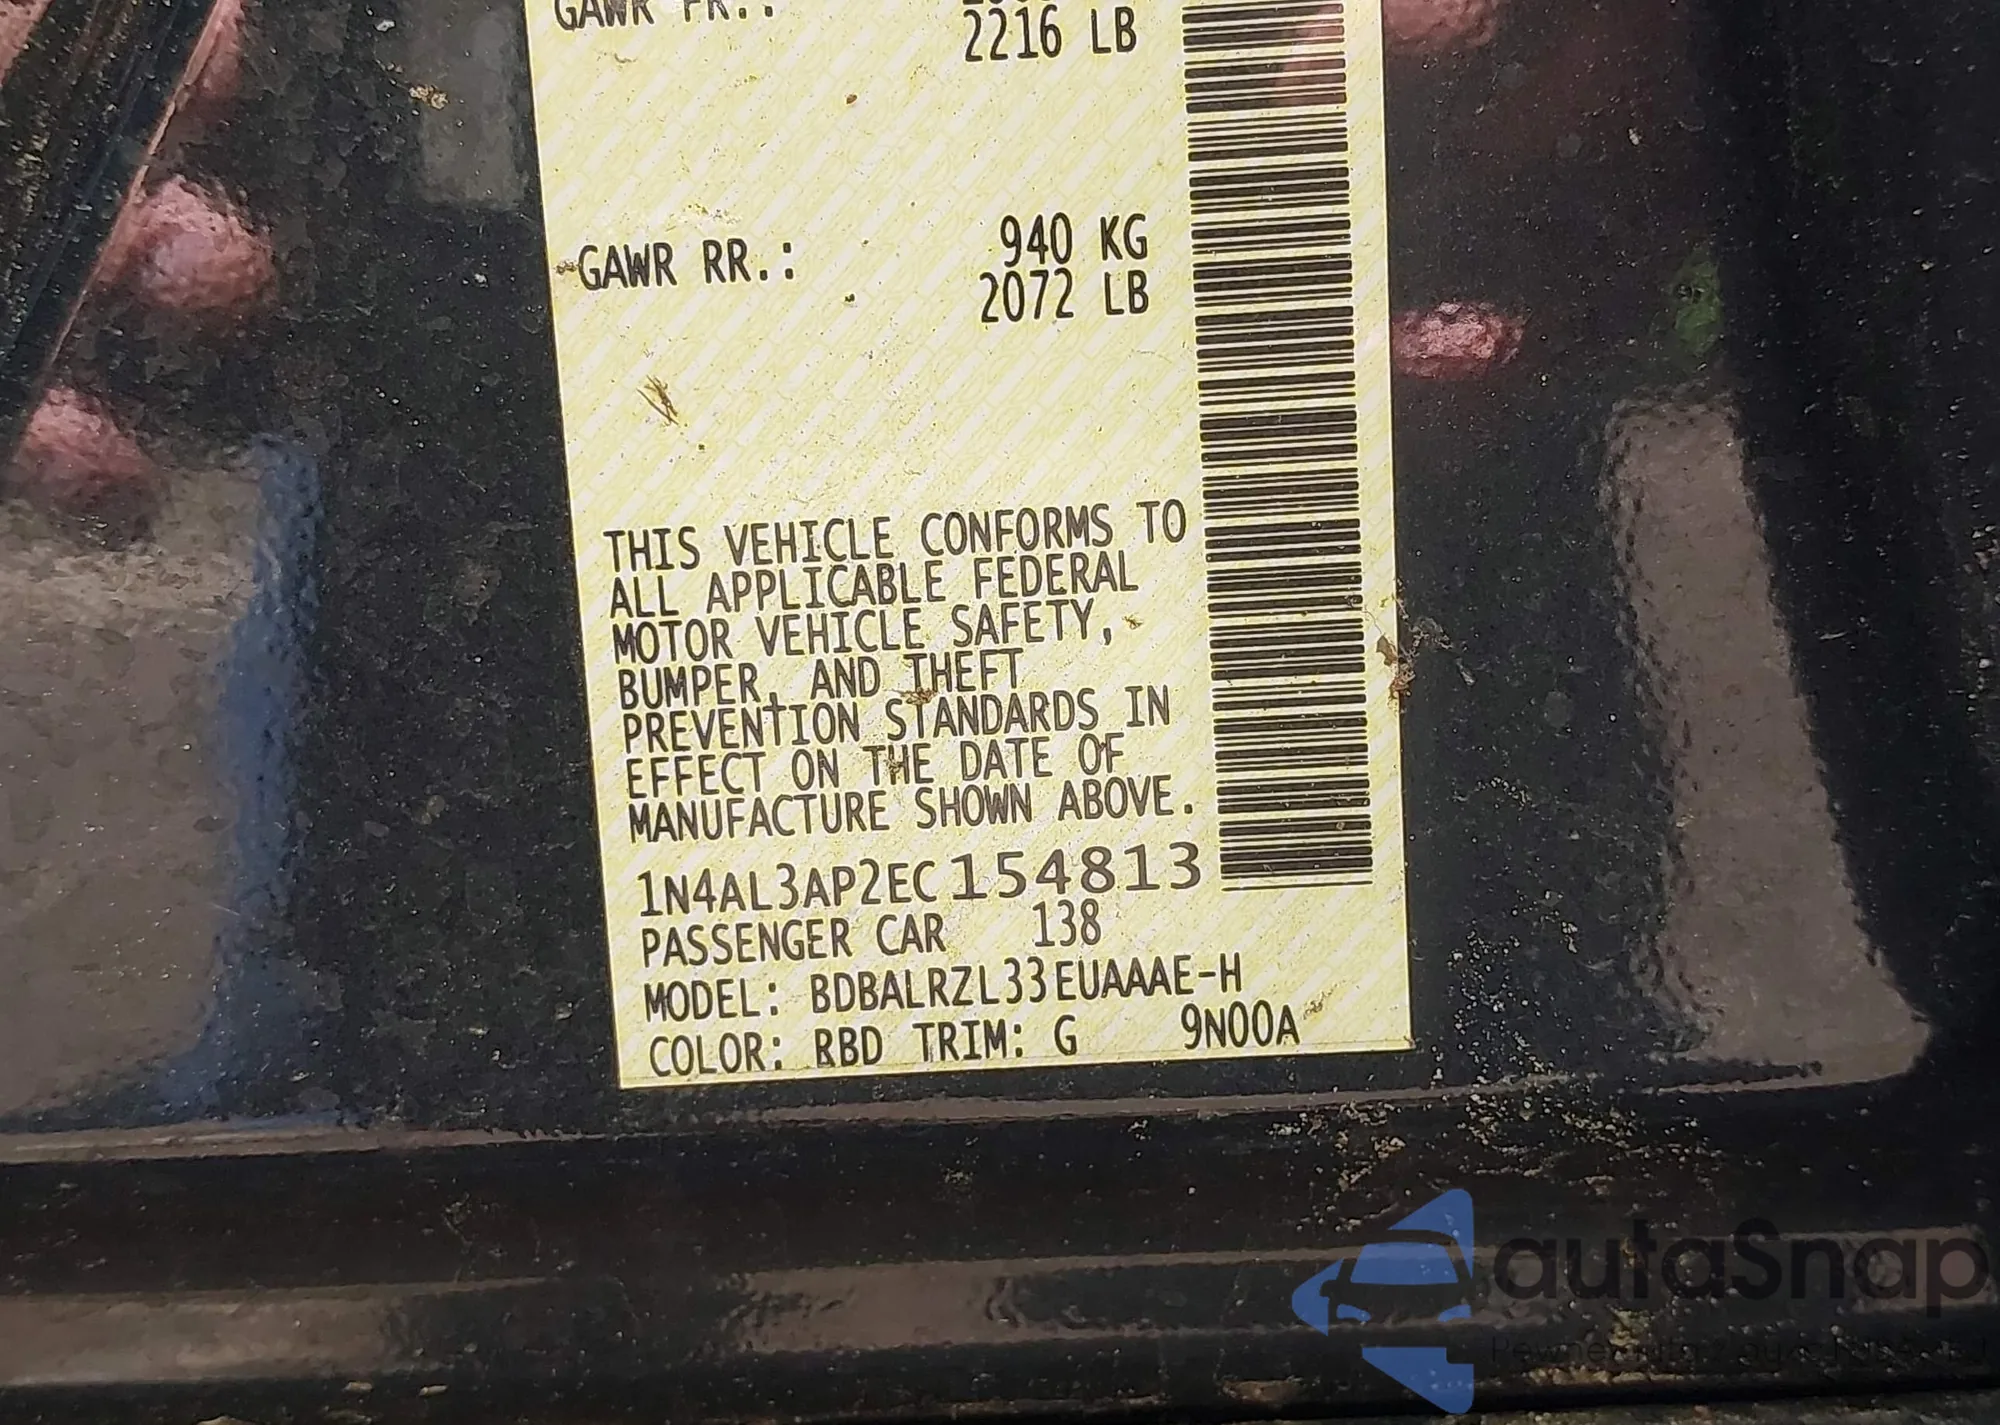 GAWR FR.:
2216 LB
GAWR RR.: 940 KG
2072 LB
THIS VEHICLE CONFORMS TO
ALL APPLICABLE FEDERAL
MOTOR VEHICLE SAFETY,
BUMPER, AND THEFT
PREVENTION STANDARDS IN
EFFECT ON THE DATE OF
MANUFACTURE SHOWN ABOVE.
1N4AL3AP2EC154813
PASSENGER CAR 138
MODEL: BDBALRZL33EUAAAE-H
COLOR: RBD TRIM: G 9N00A
autaSnap